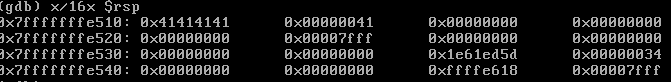 (gdb) x/16x $rsp
0x7fffffffe510: 0x41414141 0x00000041 0x00000000 0x00000000
0x7fffffffe520: 0x00000000 0x00007fff 0x00000000 0x00000000
0x7fffffffe530: 0x00000000 0x00000000 0x1e61ed5d 0x00000034
0x7fffffffe540: 0x00000000 0x00000000 0xffffe618 0x00007fff